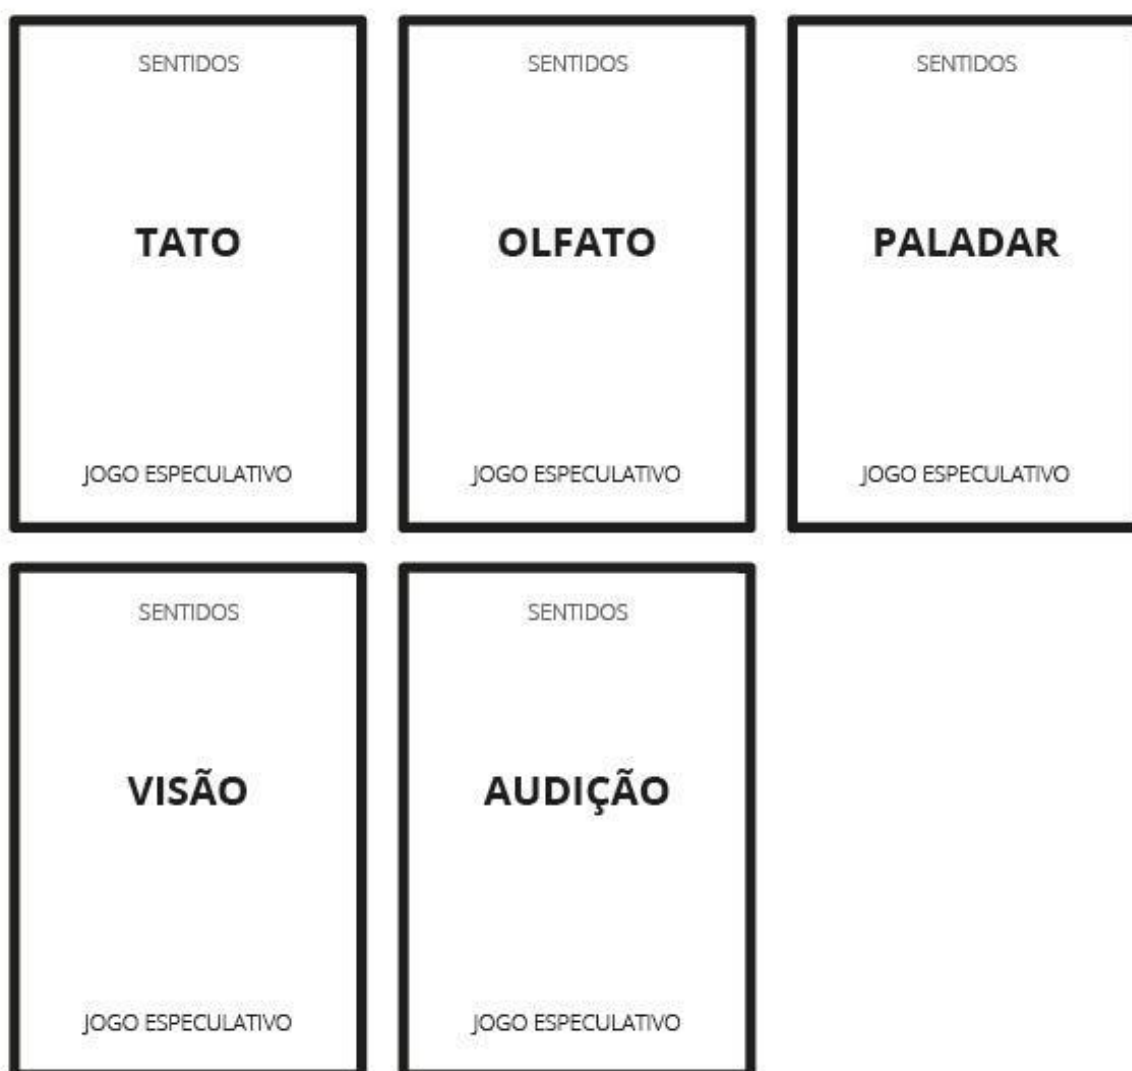 SENTIDOS
TATO
JOGO ESPECULATIVO
SENTIDOS
OLFATO
JOGO ESPECULATIVO
SENTIDOS
PALADAR
JOGO ESPECULATIVO
SENTIDOS
VISÃO
JOGO ESPECULATIVO
SENTIDOS
AUDIÇÃO
JOGO ESPECULATIVO